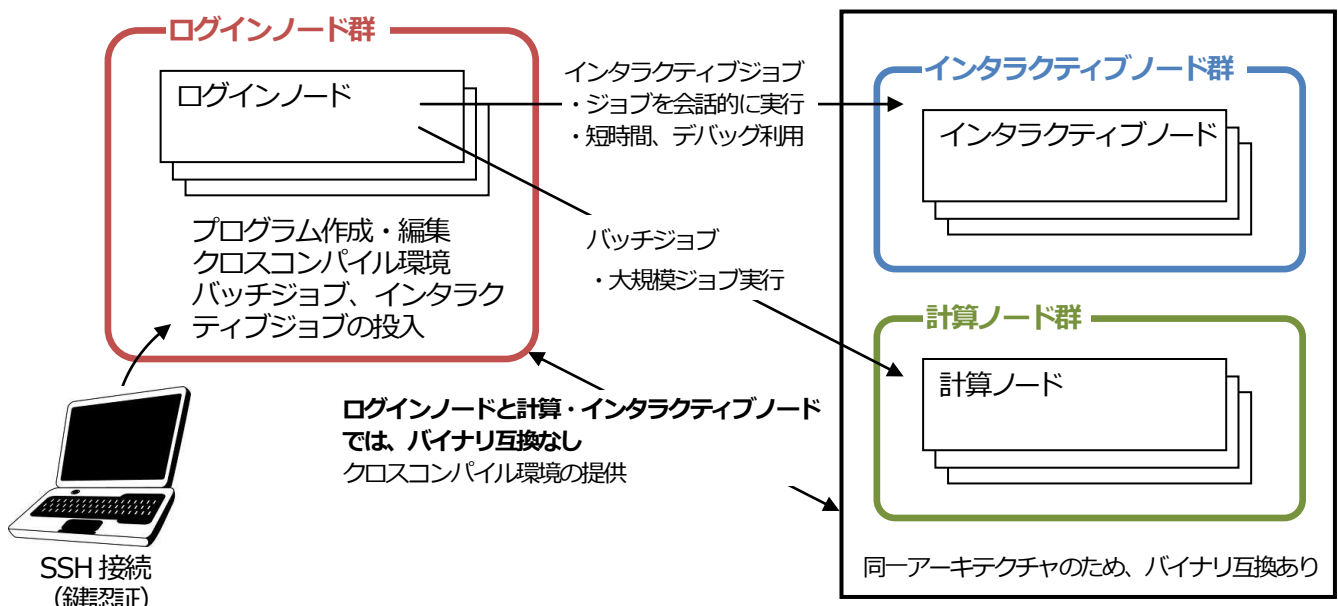 ログインノード群
ログインノード
プログラム作成・編集
クロスコンパイル環境
バッチジョブ、インタラク
ティブジョブの投入
SSH 接続
(鍵認証)
インタラクティブジョブ
・ジョブを会話的に実行
・短時間、デバッグ利用
バッチジョブ
・大規模ジョブ実行
ログインノードと計算・インタラクティブノード
では、バイナリ互換なし
クロスコンパイル環境の提供
インタラクティブノード群
インタラクティブノード
計算ノード群
計算ノード
同一アーキテクチャのため、バイナリ互換あり